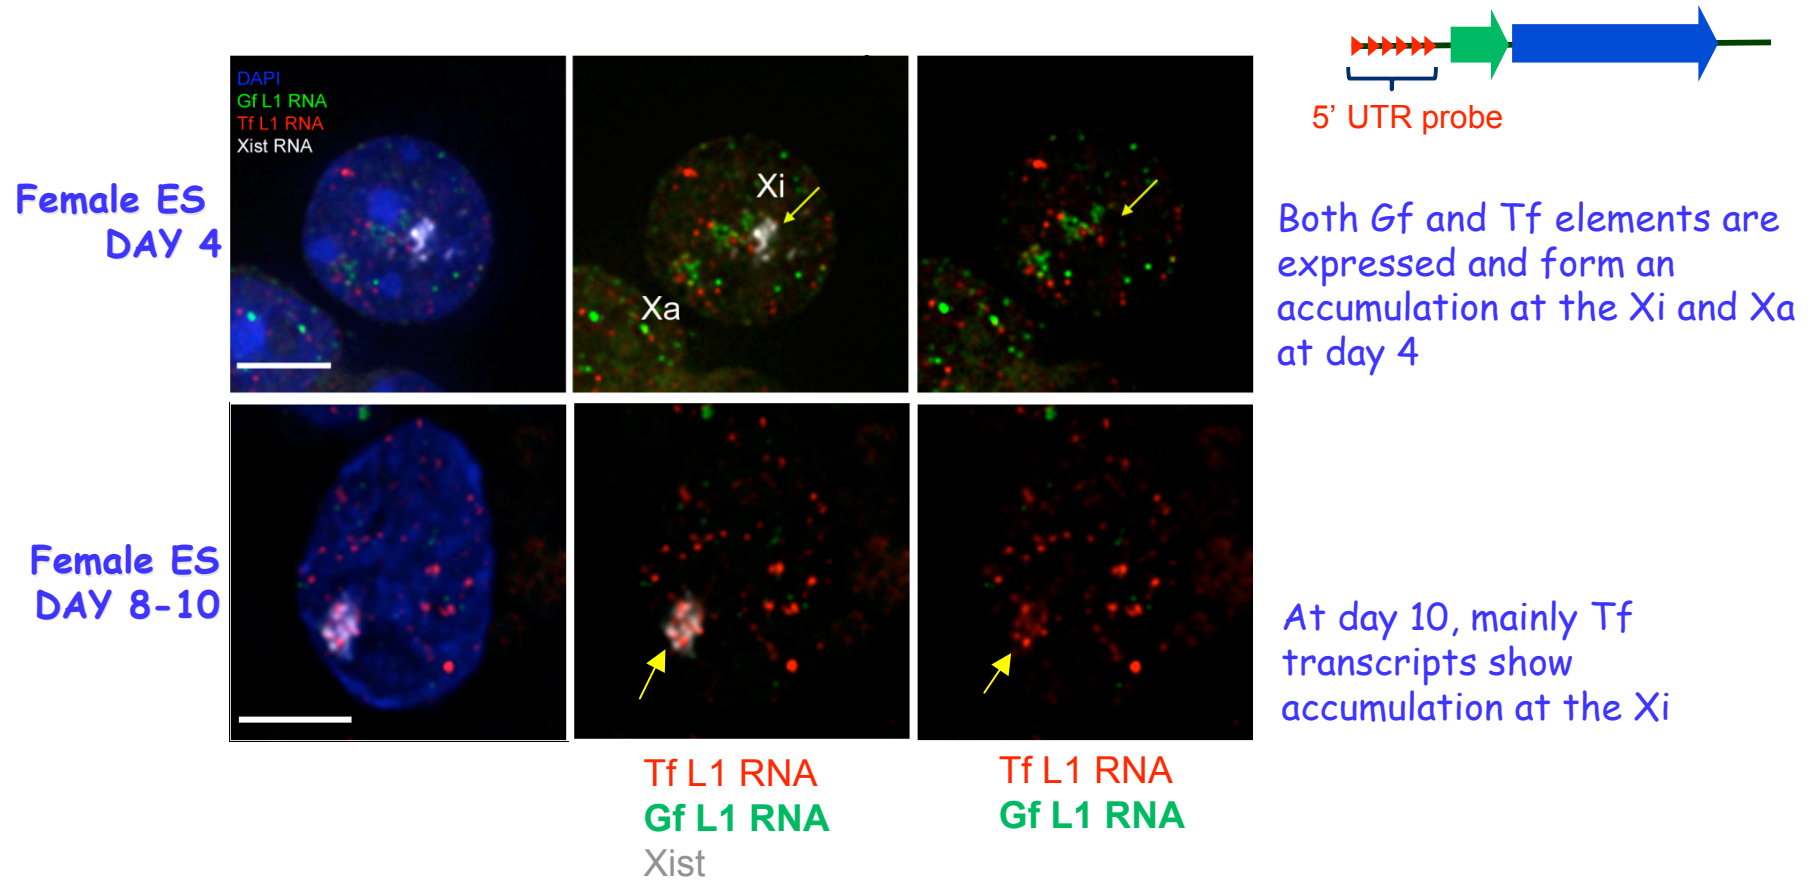 5’ UTR probe
DAPI
Gf L1 RNA
Tf L1 RNA
Xist RNA
Female ES
DAY 4
Xi
Xa
Both Gf and Tf elements are
expressed and form an
accumulation at the Xi and Xa
at day 4
Female ES
DAY 8-10
At day 10, mainly Tf
transcripts show
accumulation at the Xi
Tf L1 RNA
Gf L1 RNA
Xist
Tf L1 RNA
Gf L1 RNA